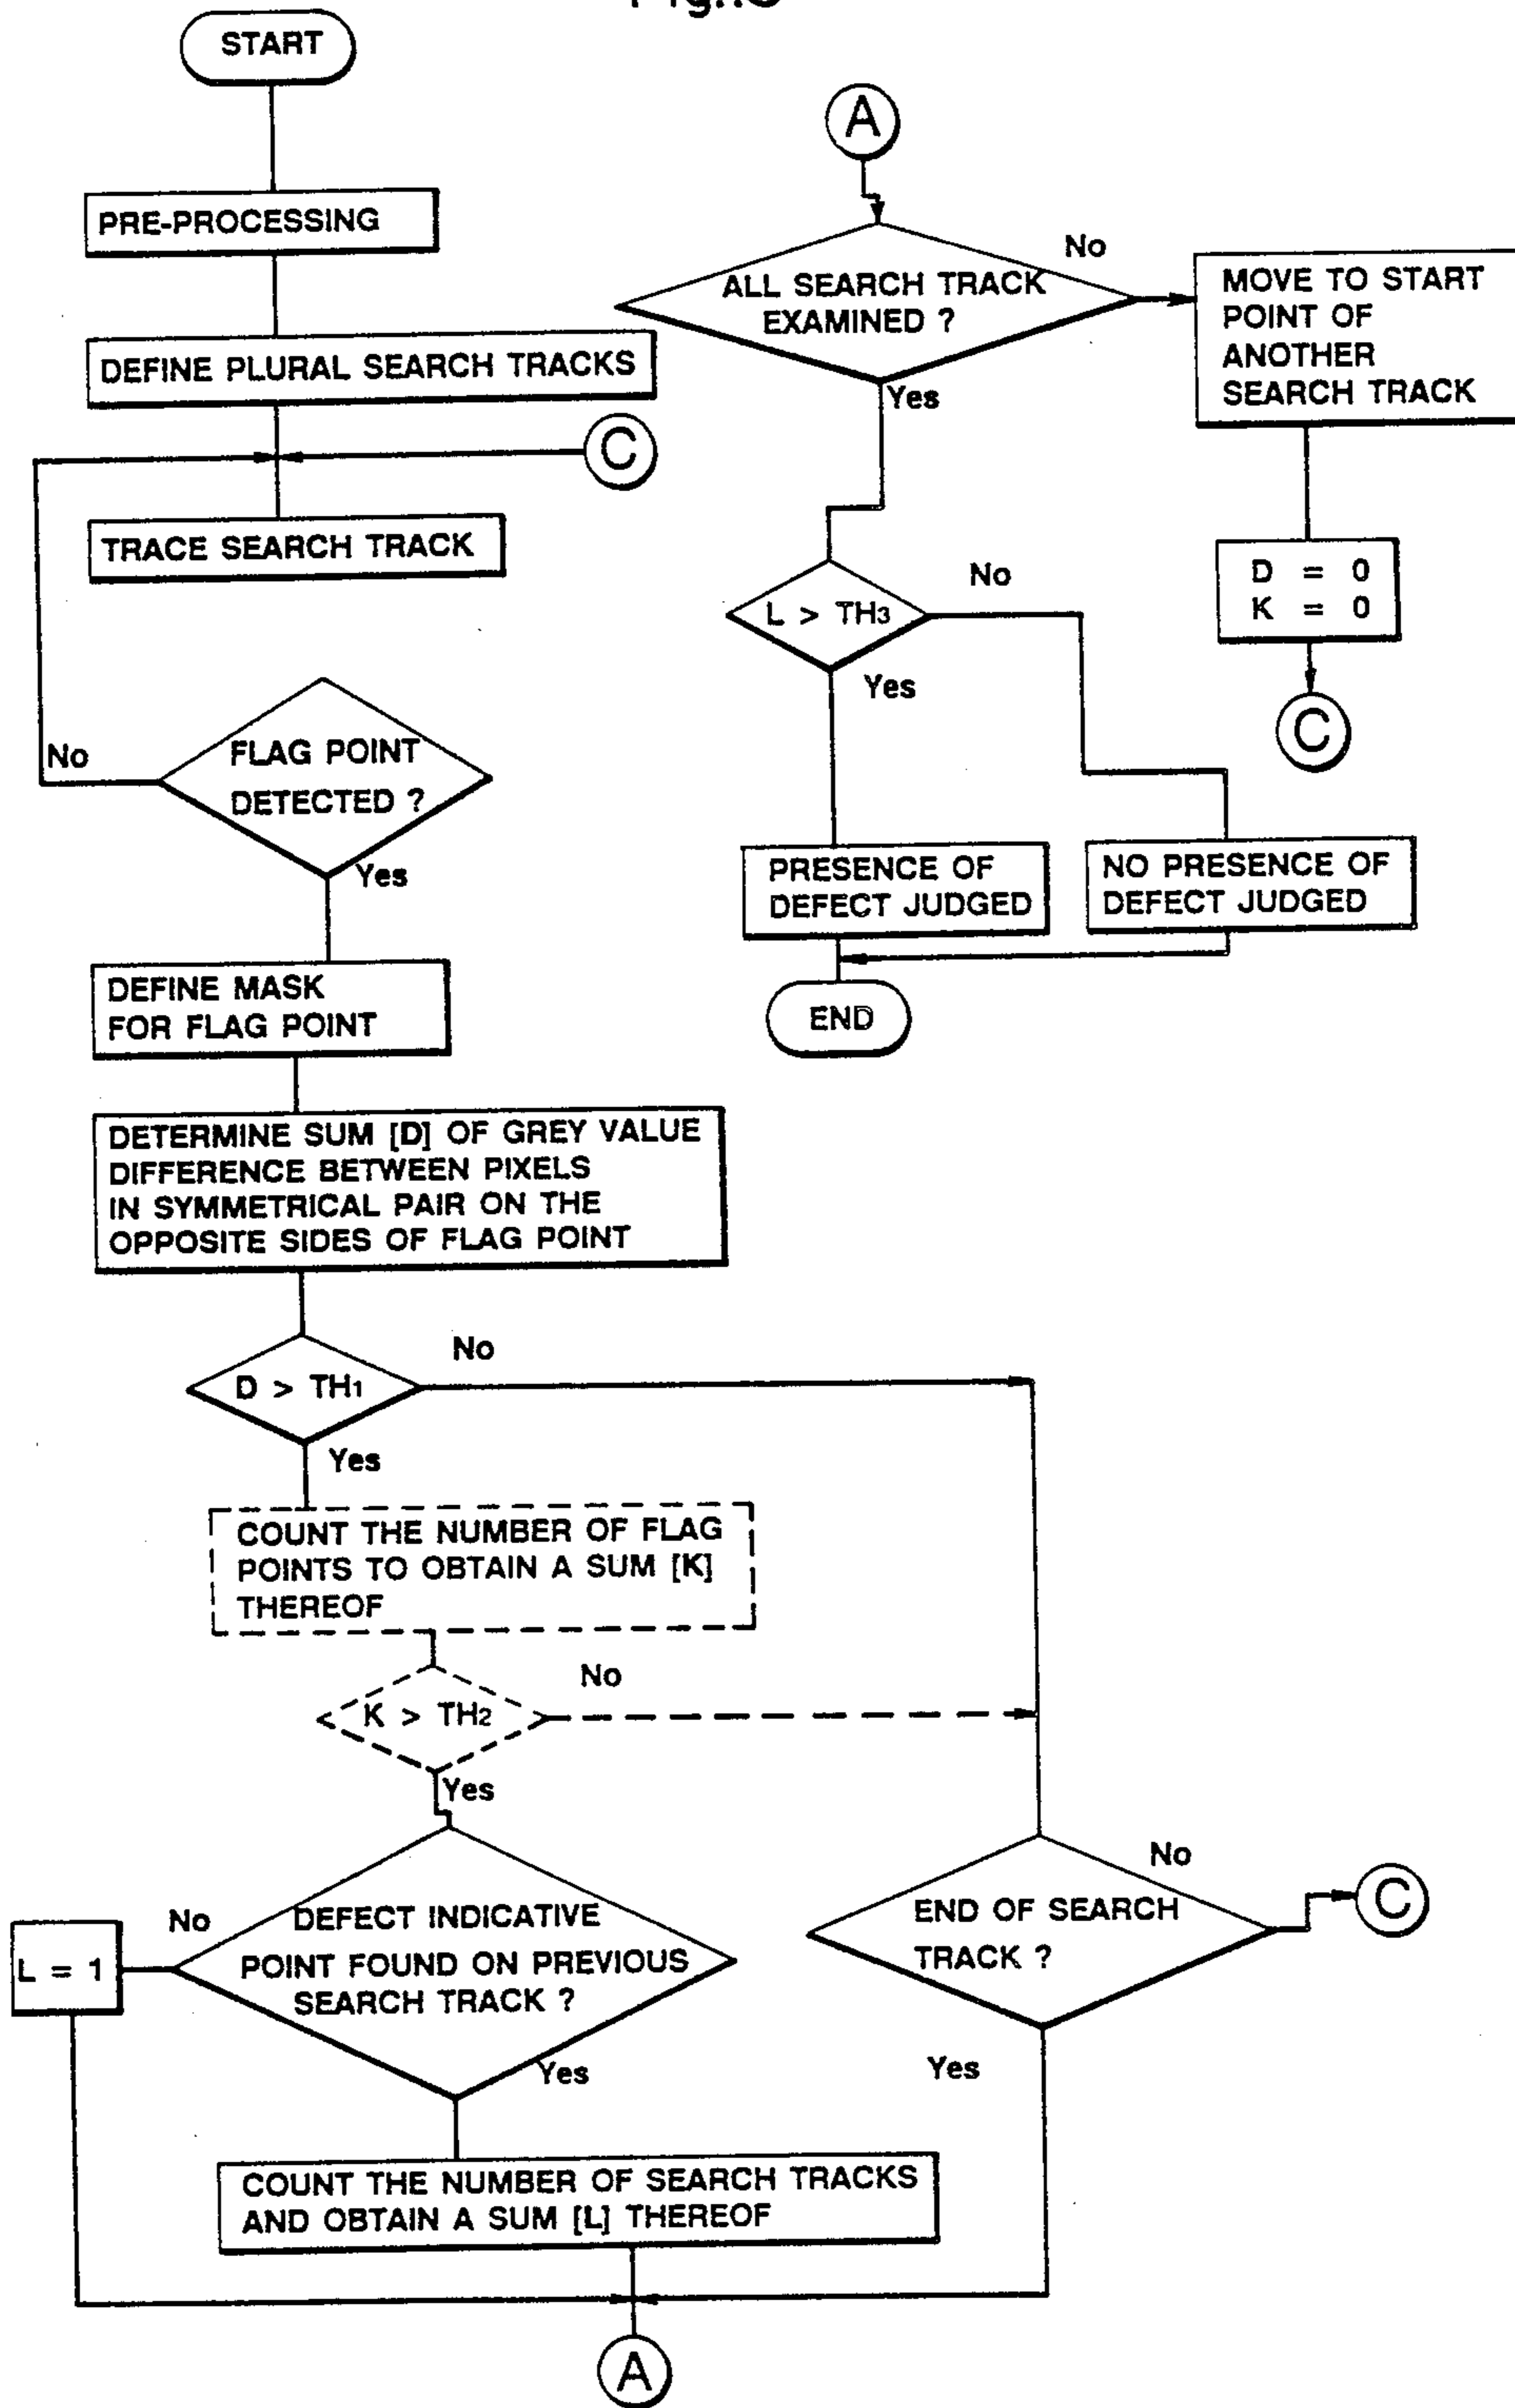 START
PRE-PROCESSING
DEFINE PLURAL SEARCH TRACKS
C
TRACE SEARCH TRACK
FLAG POINT
DETECTED ?
No
Yes
DEFINE MASK
FOR FLAG POINT
DETERMINE SUM [D] OF GREY VALUE
DIFFERENCE BETWEEN PIXELS
IN SYMMETRICAL PAIR ON THE
OPPOSITE SIDES OF FLAG POINT
D > TH1
No
Yes
COUNT THE NUMBER OF FLAG
POINTS TO OBTAIN A SUM [K]
THEREOF
K > TH2
No
Yes
DEFECT INDICATIVE
POINT FOUND ON PREVIOUS
SEARCH TRACK ?
No
L = 1
Yes
COUNT THE NUMBER OF SEARCH TRACKS
AND OBTAIN A SUM [L] THEREOF
END OF SEARCH
TRACK ?
No
C
Yes
A
A
ALL SEARCH TRACK
EXAMINED ?
No
MOVE TO START
POINT OF
ANOTHER
SEARCH TRACK
D = 0
K = 0
C
Yes
L > TH3
No
Yes
PRESENCE OF
DEFECT JUDGED
NO PRESENCE OF
DEFECT JUDGED
END